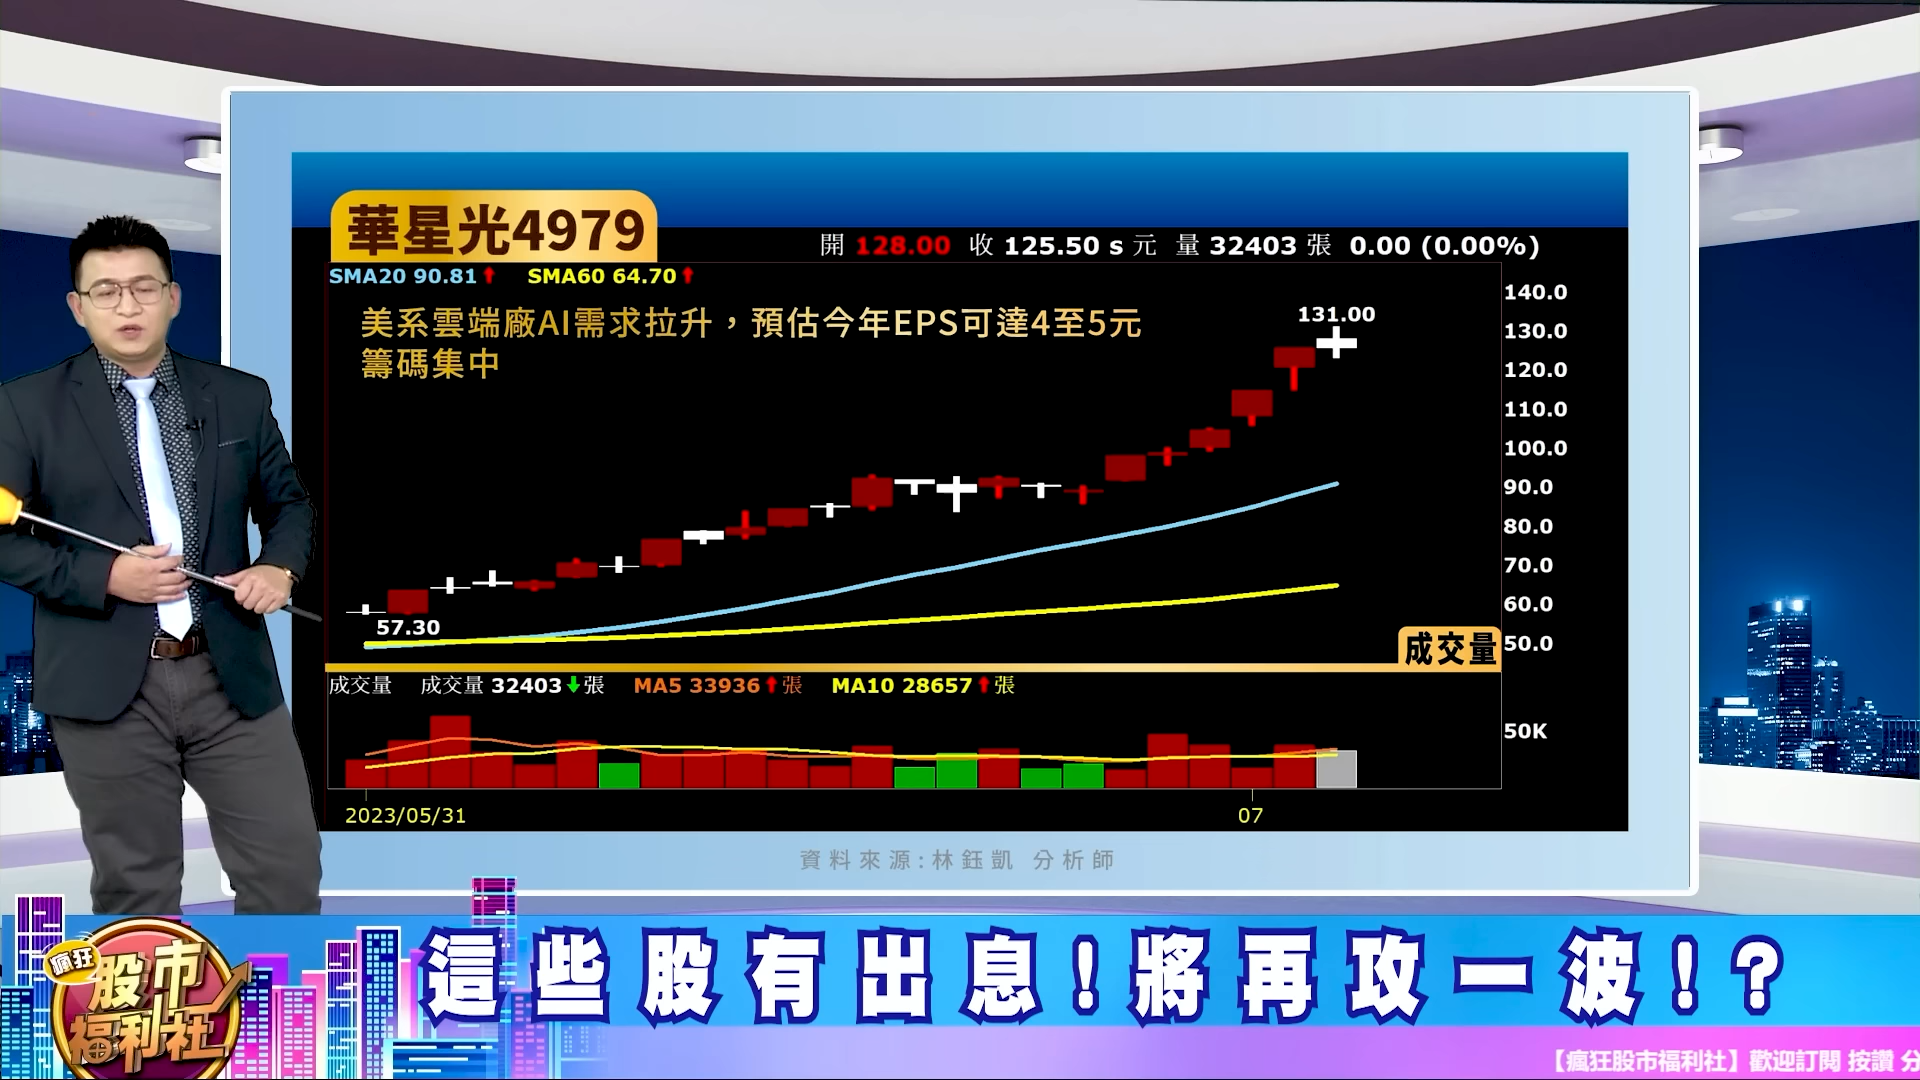 華星光4979
開 128.00 收 125.50 s 元 量 32403 張 0.00 (0.00%)
SMA20 90.81 SMA60 64.70
美系雲端廠AI需求拉升，預估今年EPS可達4至5元
籌碼集中
131.00
57.30
140.0
130.0
120.0
110.0
100.0
90.0
80.0
70.0
60.0
50.0
成交量
成交量 成交量 32403 張 MA5 33936 張 MA10 28657 張
50K
2023/05/31 07
資料來源:林鈺凱 分析師
這些股有出息!將再攻一波!?
瘋狂
股市
福利社
【瘋狂股市福利社】歡迎訂閱 按讚 分